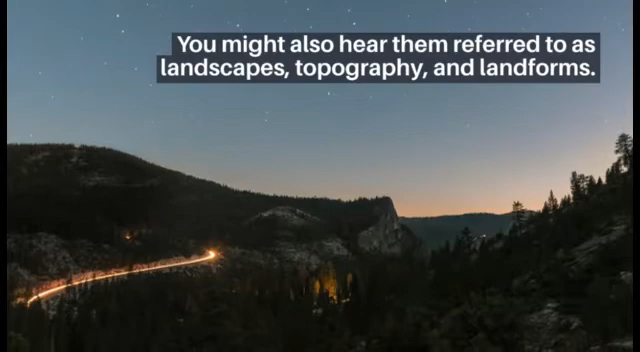 You might also hear them referred to as
landscapes, topography, and landforms.